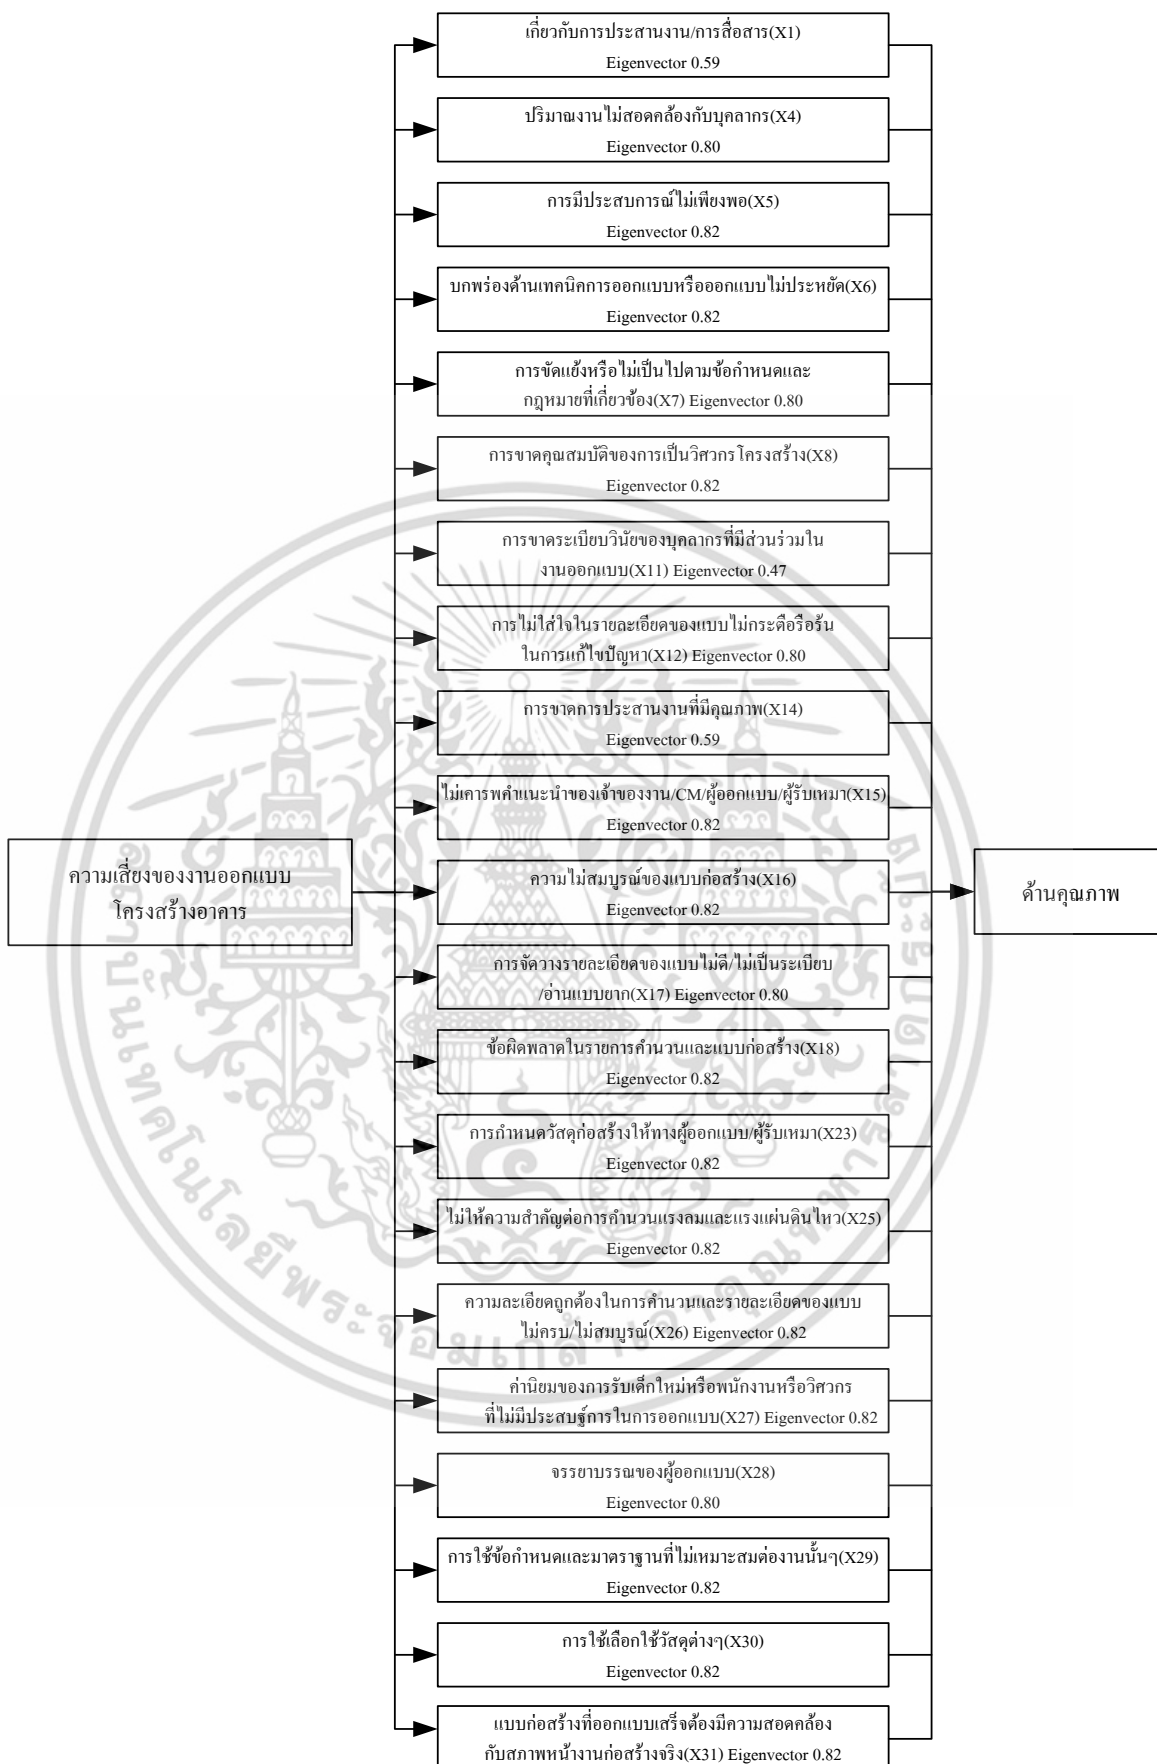 เกี่ยวกับการประสานงาน/การสื่อสาร(X1)
Eigenvector 0.59
ปริมาณงานไม่สอดคล้องกับบุคลากร(X4)
Eigenvector 0.80
การมีประสบการณ์ไม่เพียงพอ(X5)
Eigenvector 0.82
บกพร่องด้านเทคนิคการออกแบบหรือออกแบบไม่ประหยัด(X6)
Eigenvector 0.82
การขัดแย้งหรือไม่เป็นไปตามข้อกำหนดและ
กฎหมายที่เกี่ยวข้อง(X7) Eigenvector 0.80
การขาดคุณสมบัติของการเป็นวิศวกรโครงสร้าง(X8)
Eigenvector 0.82
การขาดระเบียบวินัยของบุคลากรที่มีส่วนร่วมใน
งานออกแบบ(X11) Eigenvector 0.47
การไม่ใส่ใจในรายละเอียดของแบบไม่กระตือรือร้น
ในการแก้ไขปัญหา(X12) Eigenvector 0.80
การขาดการประสานงานที่มีคุณภาพ(X14)
Eigenvector 0.59
ไม่เคารพคำแนะนำของเจ้าของงาน/CM/ผู้ออกแบบ/ผู้รับเหมา(X15)
Eigenvector 0.82
ความเสี่ยงของงานออกแบบ
โครงสร้างอาคาร
ความไม่สมบูรณ์ของแบบก่อสร้าง(X16)
Eigenvector 0.82
ด้านคุณภาพ
การจัดวางรายละเอียดของแบบไม่ดี/ไม่เป็นระเบียบ
/อ่านแบบยาก(X17) Eigenvector 0.80
ข้อผิดพลาดในรายการคำนวนและแบบก่อสร้าง(X18)
Eigenvector 0.82
การกำหนดวัสดุก่อสร้างให้ทางผู้ออกแบบ/ผู้รับเหมา(X23)
Eigenvector 0.82
ไม่ให้ความสำคัญต่อการคำนวนแรงลมและแรงแผ่นดินไหว(X25)
Eigenvector 0.82
ความละเอียดถูกต้องในการคำนวนและรายละเอียดของแบบ
ไม่ครบ/ไม่สมบูรณ์(X26) Eigenvector 0.82
ค่านิยมของการรับเด็กใหม่หรือพนักงานหรือวิศวกร
ที่ไม่มีประสบฐ์การในการออกแบบ(X27) Eigenvector 0.82
จรรยาบรรณของผู้ออกแบบ(X28)
Eigenvector 0.80
การใช้ข้อกำหนดและมาตราฐานที่ไม่เหมาะสมต่องานนั้นๆ(X29)
Eigenvector 0.82
การใช้เลือกใช้วัสดุต่างๆ(X30)
Eigenvector 0.82
แบบก่อสร้างที่ออกแบบเสร็จต้องมีความสอดคล้อง
กับสภาพหน้างานก่อสร้างจริง(X31) Eigenvector 0.82
สถาบันเทคโนโลยีพระจอมเกล้าเจ้าคุณทหารลาดกระบัง